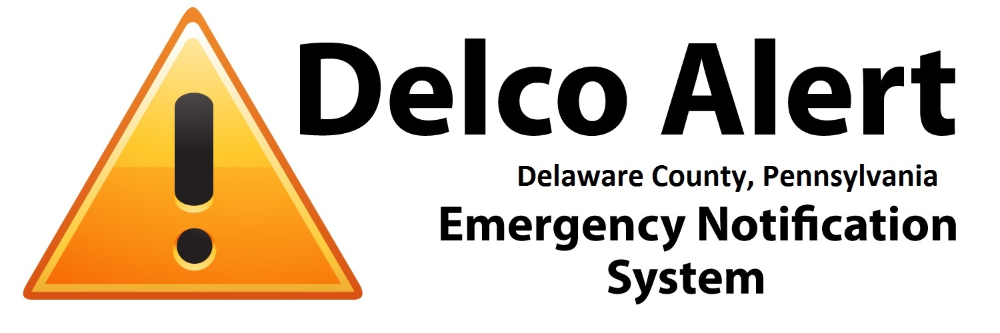 Delco Alert
Delaware County, Pennsylvania
Emergency Notification
System